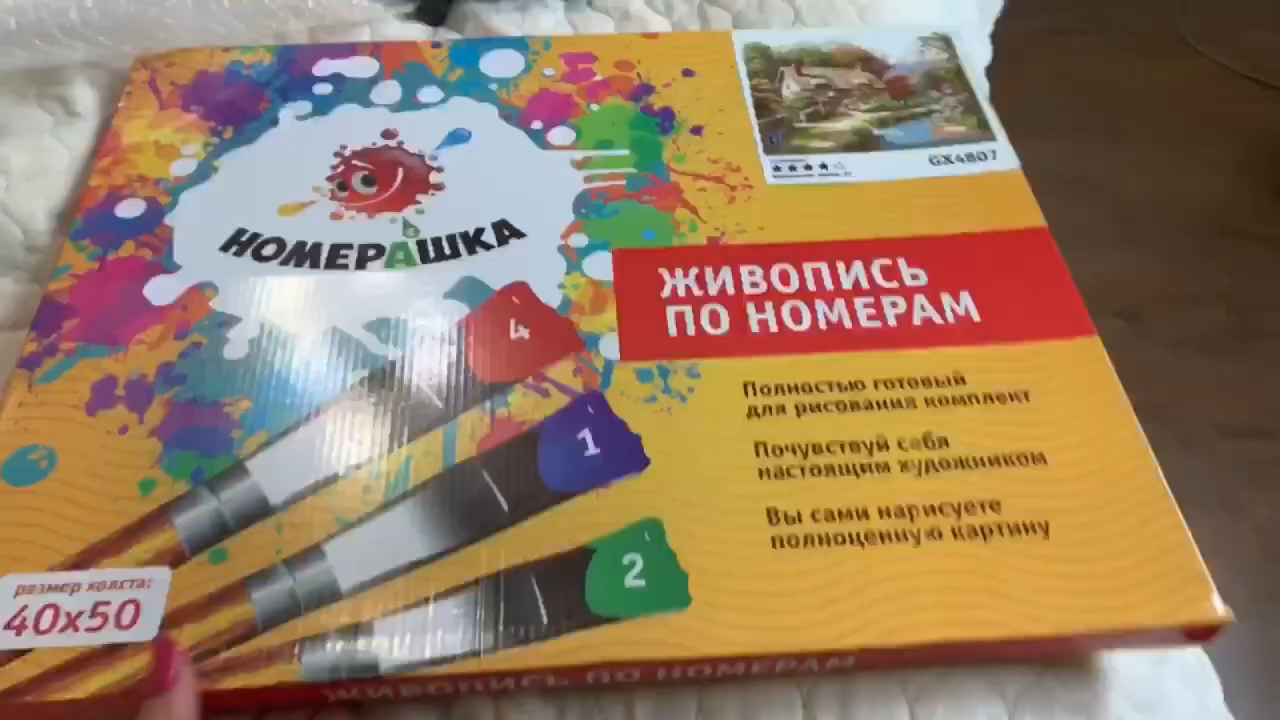 НОМЕРАШКА
GX4807
ЖИВОПИСЬ
ПО НОМЕРАМ
4
1
2
Полностью готовый
для рисования комплект
Почувствуй себя
настоящим художником
Вы сами нарисуете
полноценную картину
размер холста:
40x50
ЖИВОПИСЬ ПО НОМЕРАМ